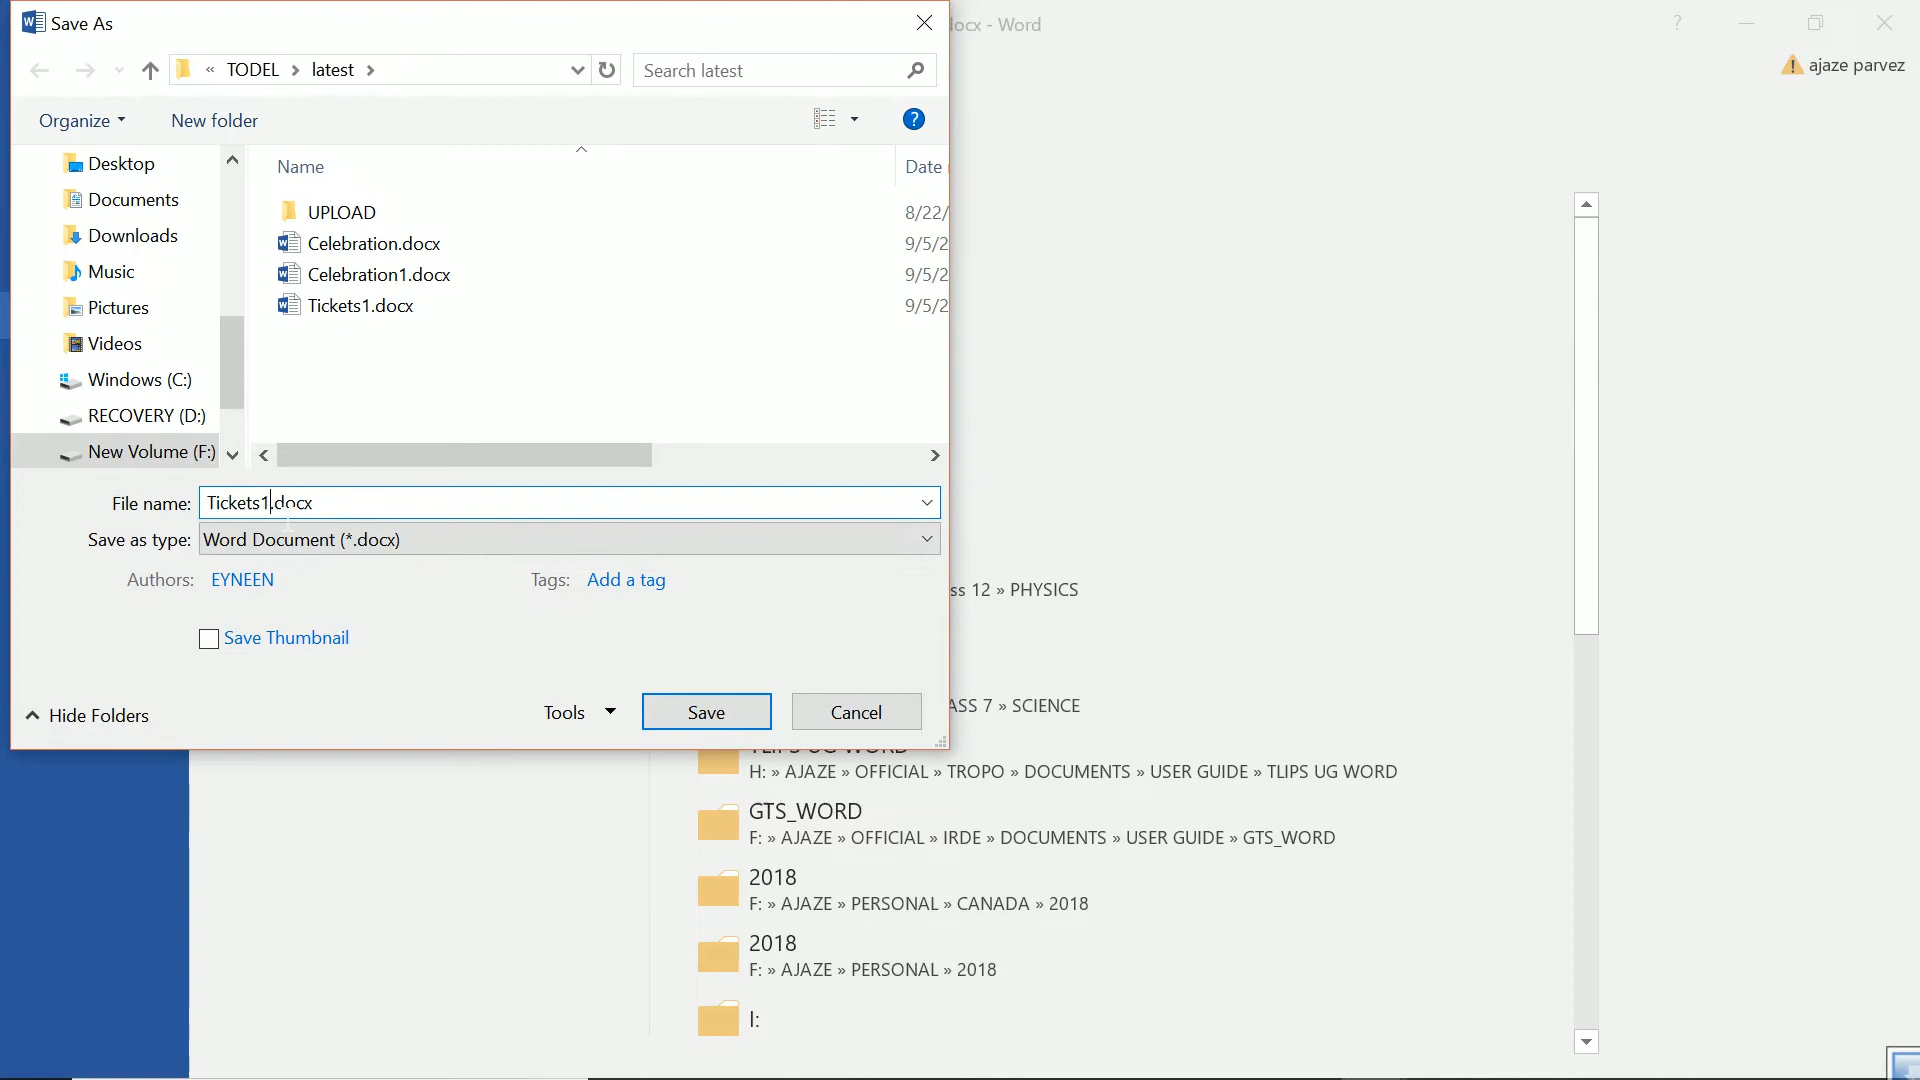 Save As
ocx - Word
?
ajaze parvez
« TODEL > latest >
Search latest
Organize
New folder
?
Desktop
Documents
Downloads
Music
Pictures
Videos
Windows (C:)
RECOVERY (D:)
New Volume (F:)
Name
Date
UPLOAD
8/22/
Celebration.docx
9/5/2
Celebration1.docx
9/5/2
Tickets1.docx
9/5/2
File name: Tickets1.docx
Save as type: Word Document (*.docx)
Authors: EYNEEN
Tags: Add a tag
Save Thumbnail
Hide Folders
Tools
Save
Cancel
ss 12 » PHYSICS
ASS 7 » SCIENCE
TLIPS UG WORD
H: » AJAZE » OFFICIAL » TROPO » DOCUMENTS » USER GUIDE » TLIPS UG WORD
GTS_WORD
F: » AJAZE » OFFICIAL » IRDE » DOCUMENTS » USER GUIDE » GTS_WORD
2018
F: » AJAZE » PERSONAL » CANADA » 2018
2018
F: » AJAZE » PERSONAL » 2018
I: